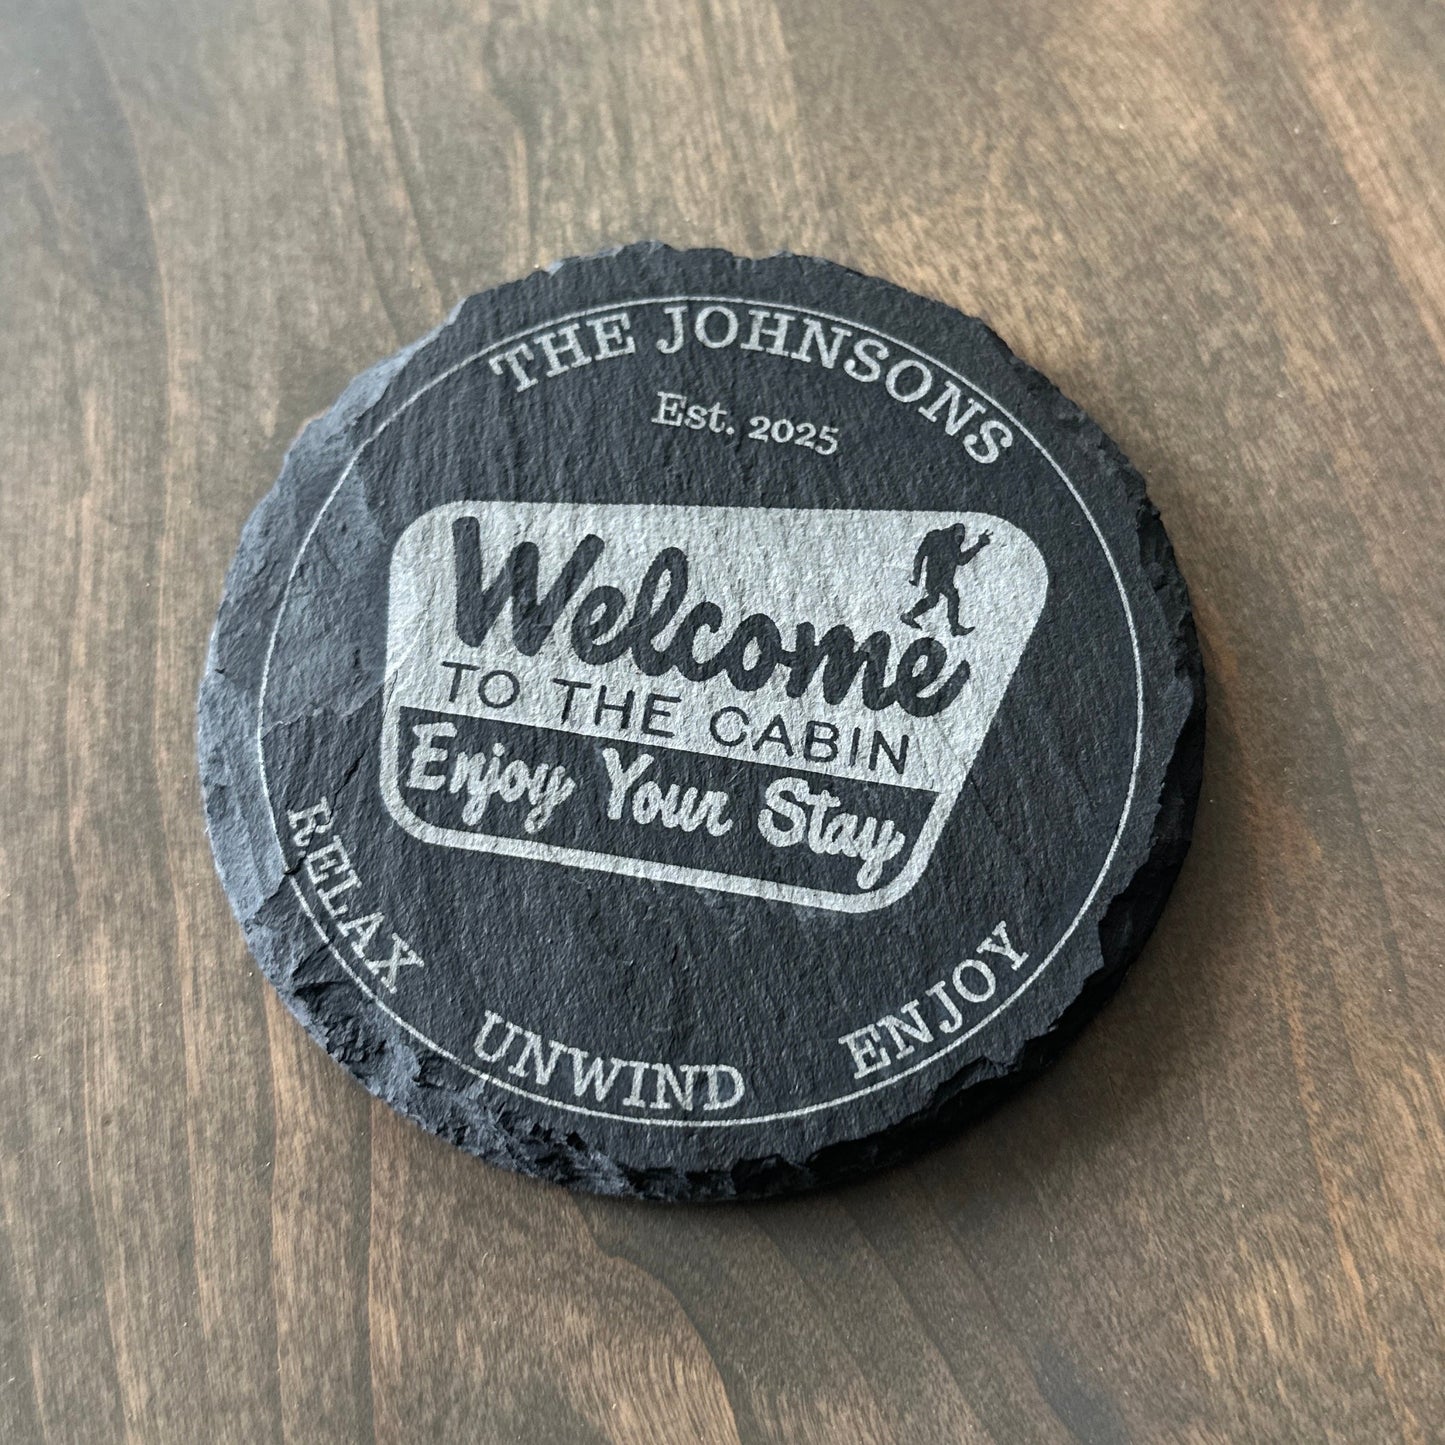 THE JOHNSONS
Est. 2025
Welcome
TO THE CABIN
Enjoy Your Stay
RELAX UNWIND ENJOY